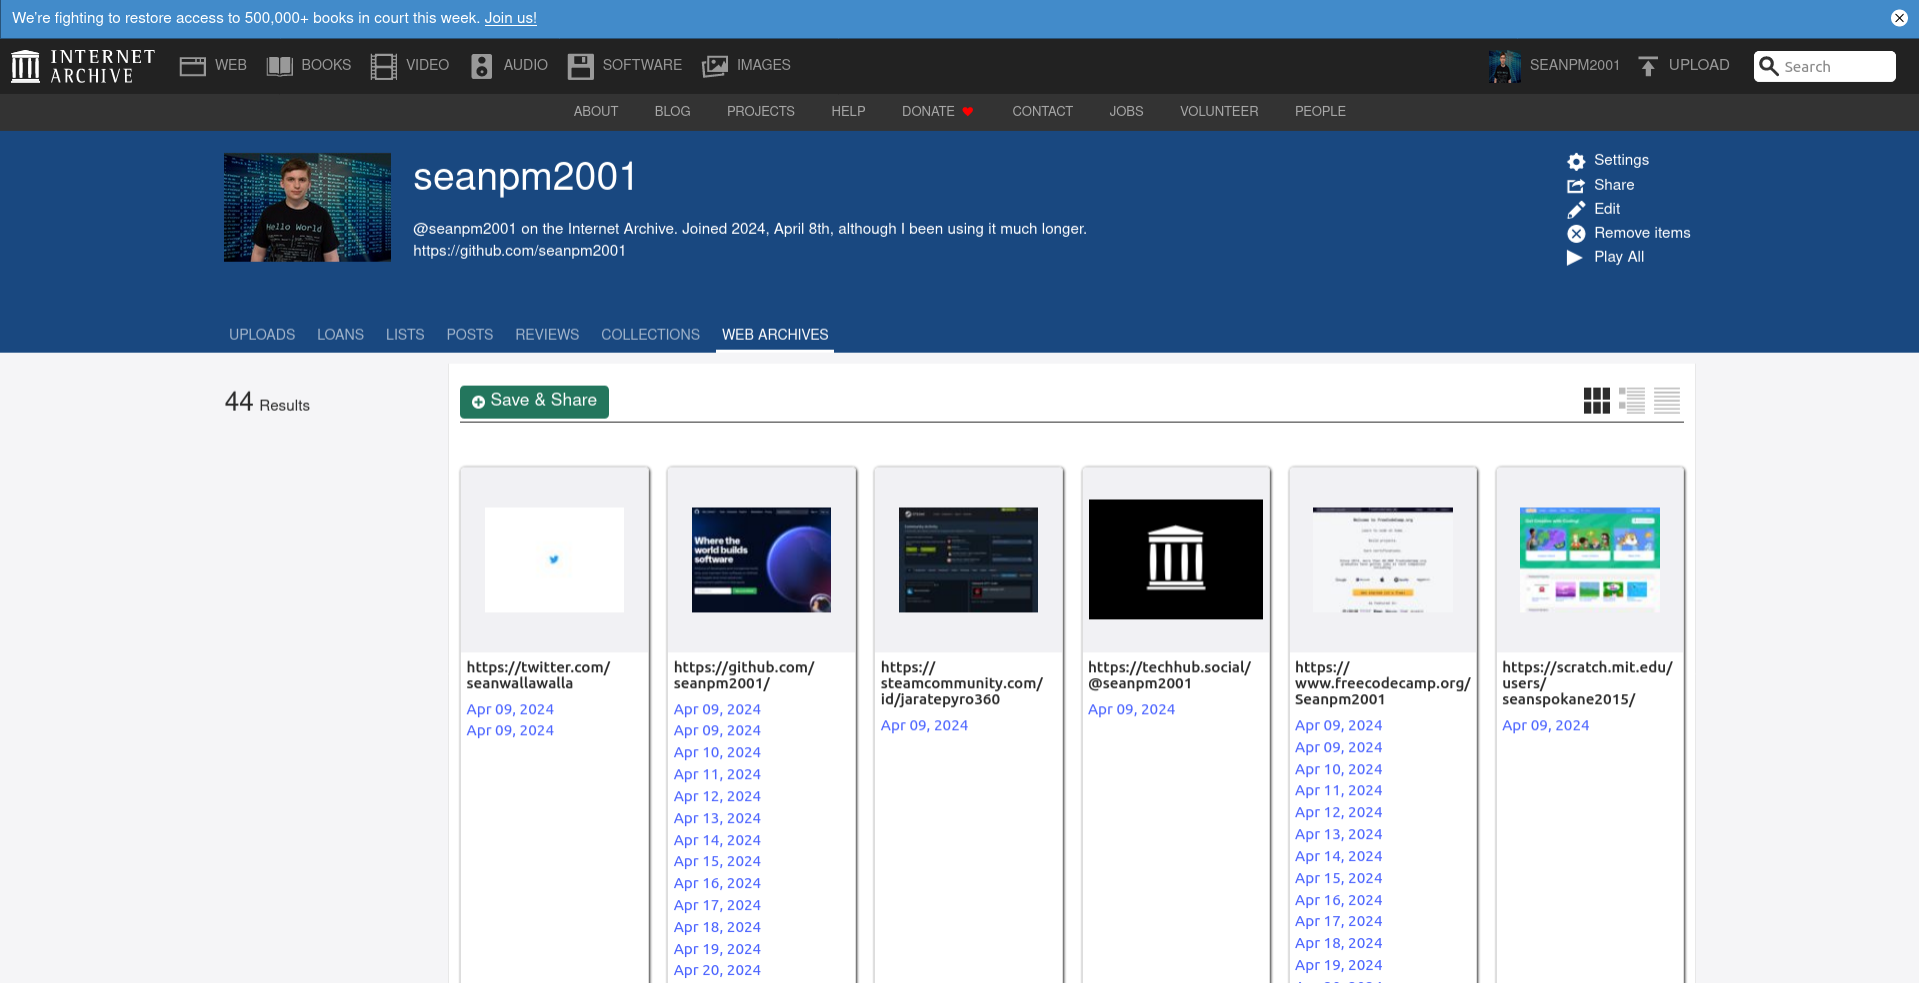 We're fighting to restore access to 500,000+ books in court this week. Join us!
INTERNET ARCHIVE
WEB BOOKS VIDEO AUDIO SOFTWARE IMAGES SEANPM2001 UPLOAD Search
ABOUT BLOG PROJECTS HELP DONATE CONTACT JOBS VOLUNTEER PEOPLE
Hello World
seanpm2001
@seanpm2001 on the Internet Archive. Joined 2024, April 8th, although I been using it much longer.
https://github.com/seanpm2001
Settings
Share
Edit
Remove items
Play All
UPLOADS LOANS LISTS POSTS REVIEWS COLLECTIONS WEB ARCHIVES
44 Results
Save & Share
https://twitter.com/
seanwallawalla
Apr 09, 2024
Apr 09, 2024
Where the
world builds
software
https://github.com/
seanpm2001/
Apr 09, 2024
Apr 09, 2024
Apr 10, 2024
Apr 11, 2024
Apr 12, 2024
Apr 13, 2024
Apr 14, 2024
Apr 15, 2024
Apr 16, 2024
Apr 17, 2024
Apr 18, 2024
Apr 19, 2024
Apr 20, 2024
https://
steamcommunity.com/
id/jaratepyro360
Apr 09, 2024
https://techhub.social/
@seanpm2001
Apr 09, 2024
https://
www.freecodecamp.org/
Seanpm2001
Apr 09, 2024
Apr 09, 2024
Apr 10, 2024
Apr 11, 2024
Apr 12, 2024
Apr 13, 2024
Apr 14, 2024
Apr 15, 2024
Apr 16, 2024
Apr 17, 2024
Apr 18, 2024
Apr 19, 2024
https://scratch.mit.edu/
users/
seanspokane2015/
Apr 09, 2024